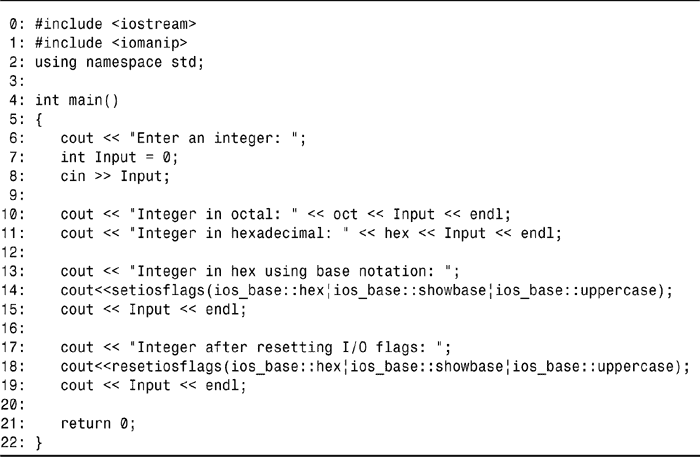 0: #include <iostream>
1: #include <iomanip>
2: using namespace std;
3:
4: int main()
5: {
6:    cout << "Enter an integer: ";
7:    int Input = 0;
8:    cin >> Input;
9:
10:    cout << "Integer in octal: " << oct << Input << endl;
11:    cout << "Integer in hexadecimal: " << hex << Input << endl;
12:
13:    cout << "Integer in hex using base notation: ";
14:    cout<<setiosflags(ios_base::hex¦ios_base::showbase¦ios_base::uppercase);
15:    cout << Input << endl;
16:
17:    cout << "Integer after resetting I/O flags: ";
18:    cout<<resetiosflags(ios_base::hex¦ios_base::showbase¦ios_base::uppercase);
19:    cout << Input << endl;
20:
21:    return 0;
22: }